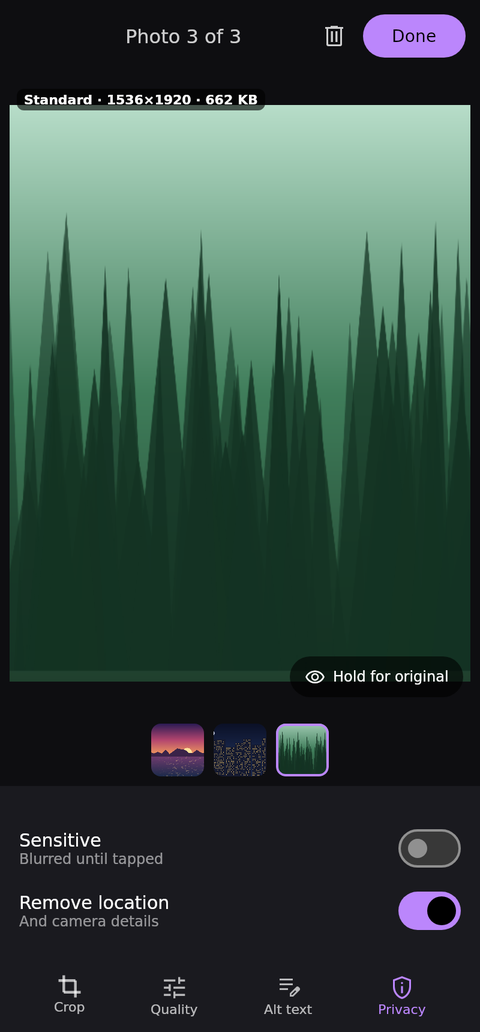 Photo 3 of 3
Done
Standard · 1536×1920 · 662 KB
Hold for original
Sensitive
Blurred until tapped
Remove location
And camera details
Crop
Quality
Alt text
Privacy